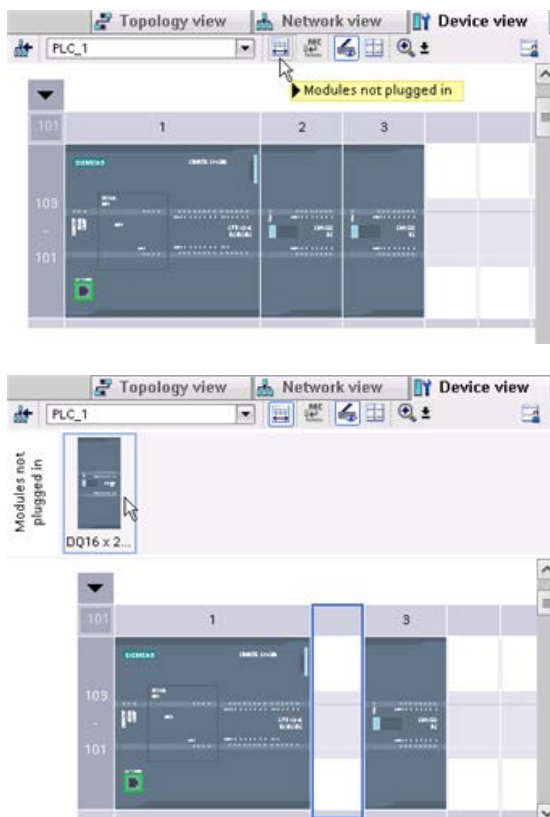 Topology view Network view Device view
PLC_1
Modules not plugged in
101 1 2 3
SIEMENS
103
-
101
Topology view Network view Device view
PLC_1
Modules not
plugged in
DQ16 x 2...
101 1 3
SIEMENS
103
-
101